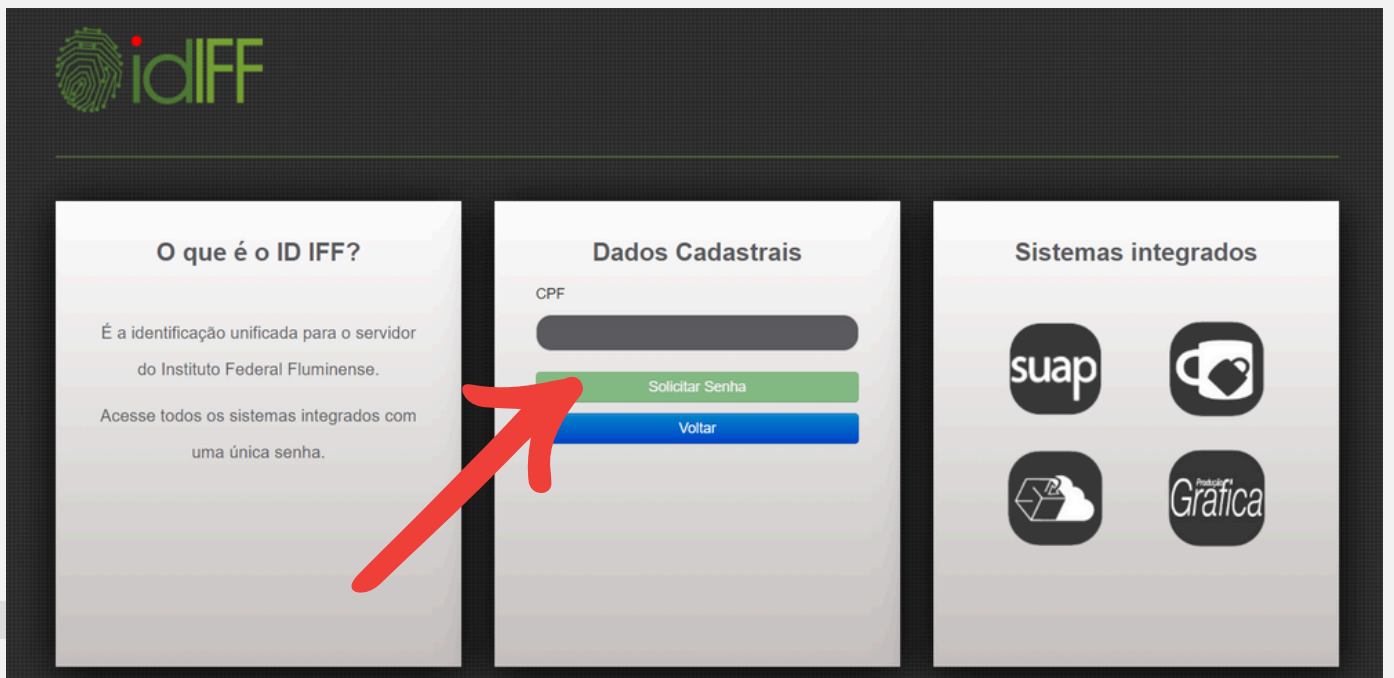 idIFF
O que é o ID IFF?
É a identificação unificada para o servidor
do Instituto Federal Fluminense.
Acesse todos os sistemas integrados com
uma única senha.
Dados Cadastrais
CPF
Solicitar Senha
Voltar
Sistemas integrados
suap
Produção
Gráfica